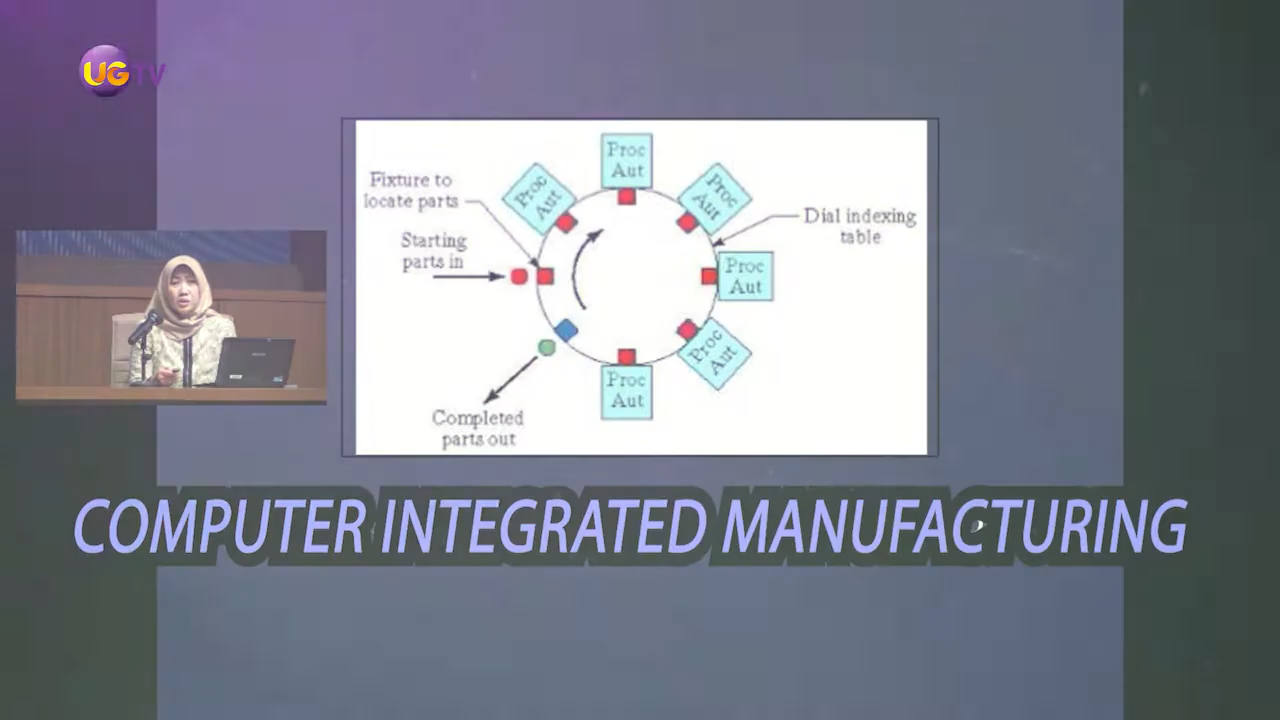 UGTV
Proc
Aut
Proc
Aut
Proc
Aut
Fixture to
locate parts
Dial indexing
table
Starting
parts in
Proc
Aut
Proc
Aut
Proc
Aut
Completed
parts out
COMPUTER INTEGRATED MANUFACTURING